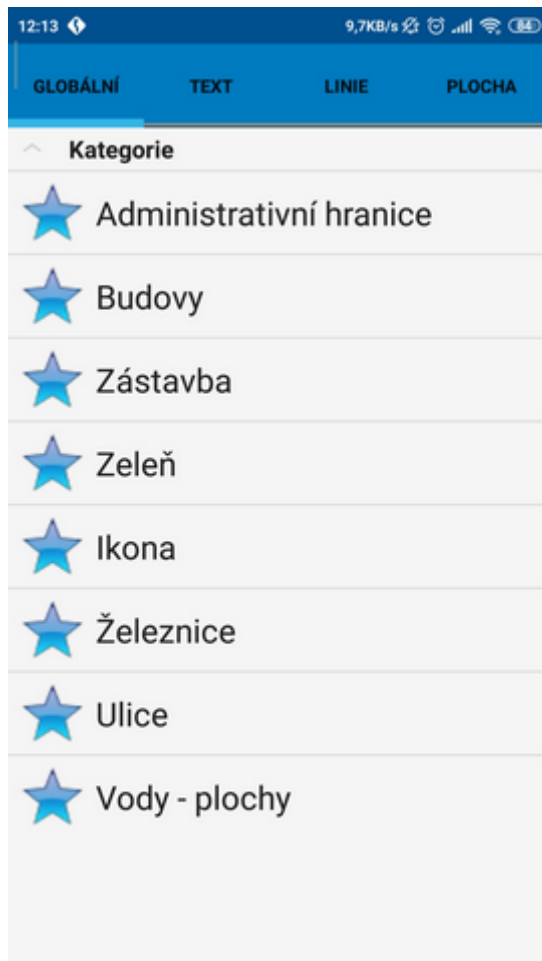 12:13 9,7KB/s 84
GLOBÁLNÍ TEXT LINIE PLOCHA
Kategorie
Administrativní hranice
Budovy
Zástavba
Zeleň
Ikona
Železnice
Ulice
Vody - plochy